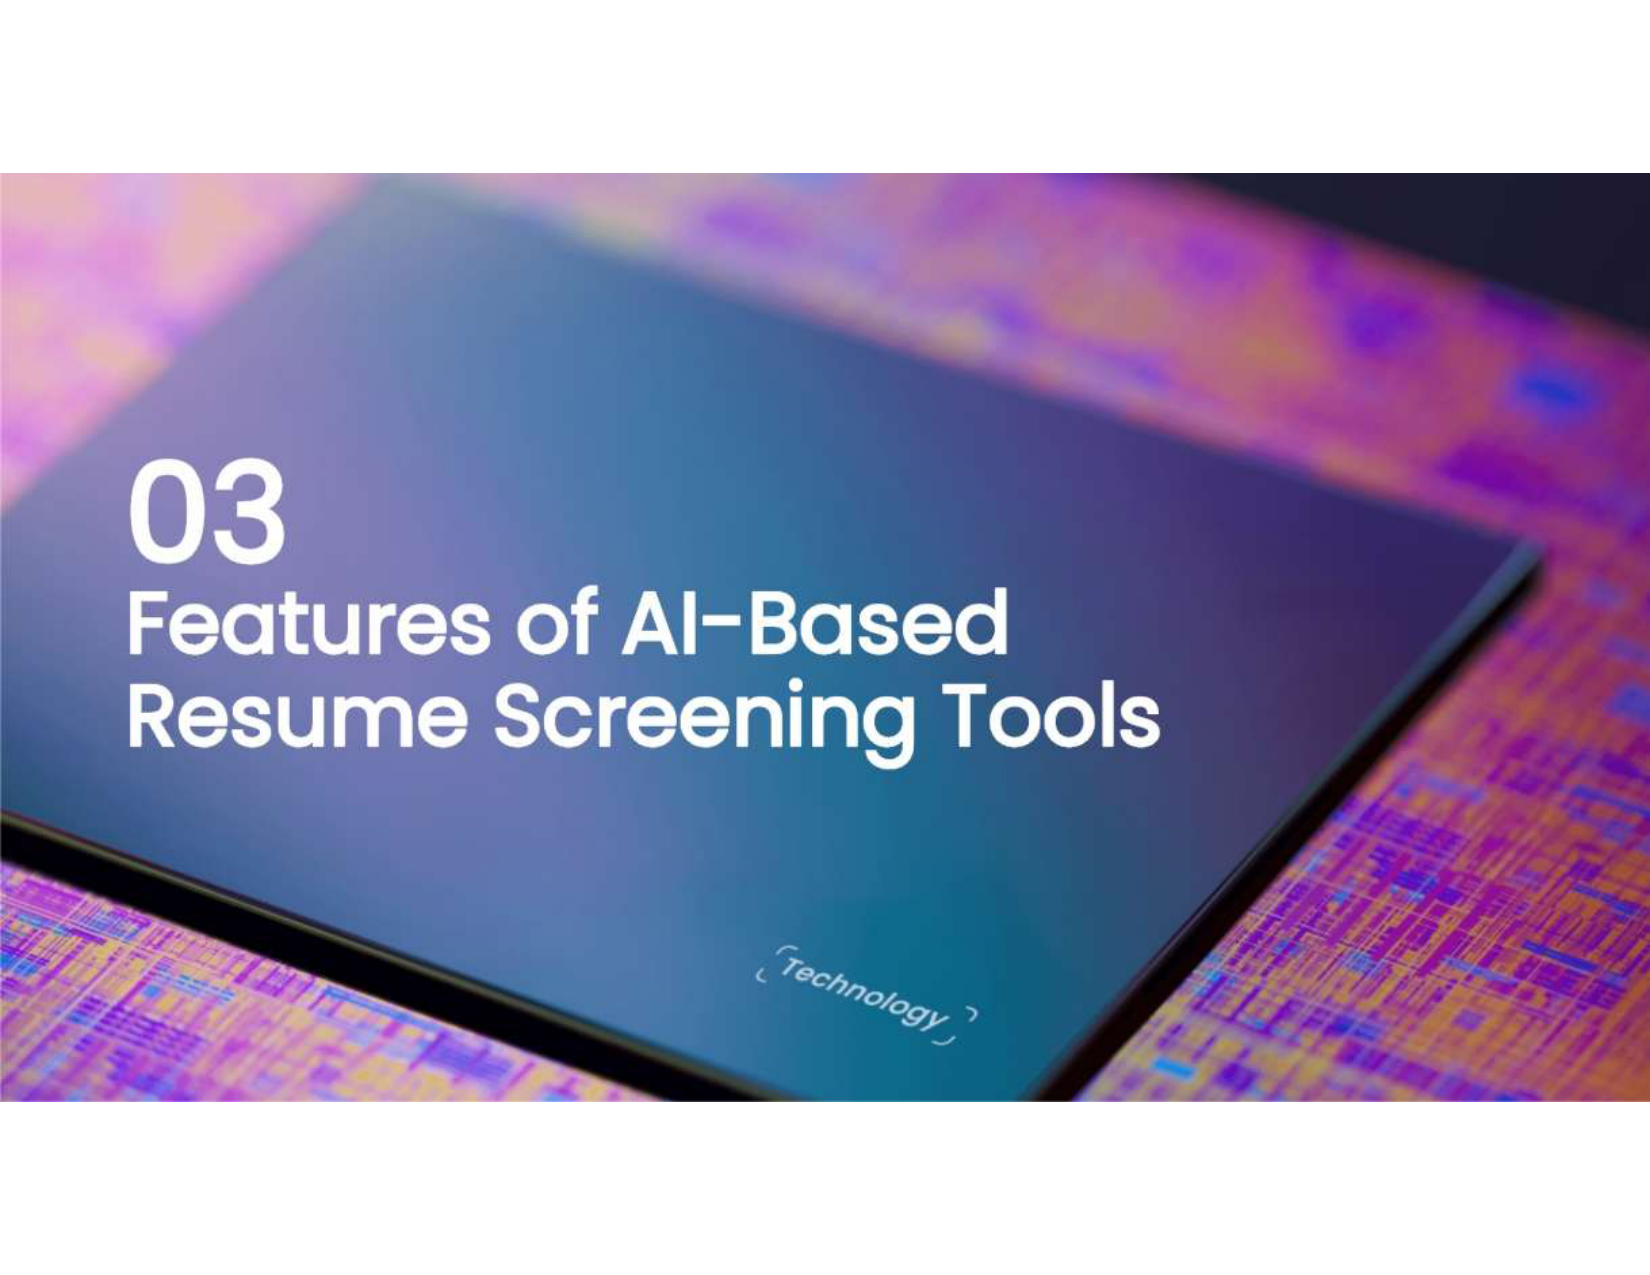 03
Features of AI-Based
Resume Screening Tools
Technology